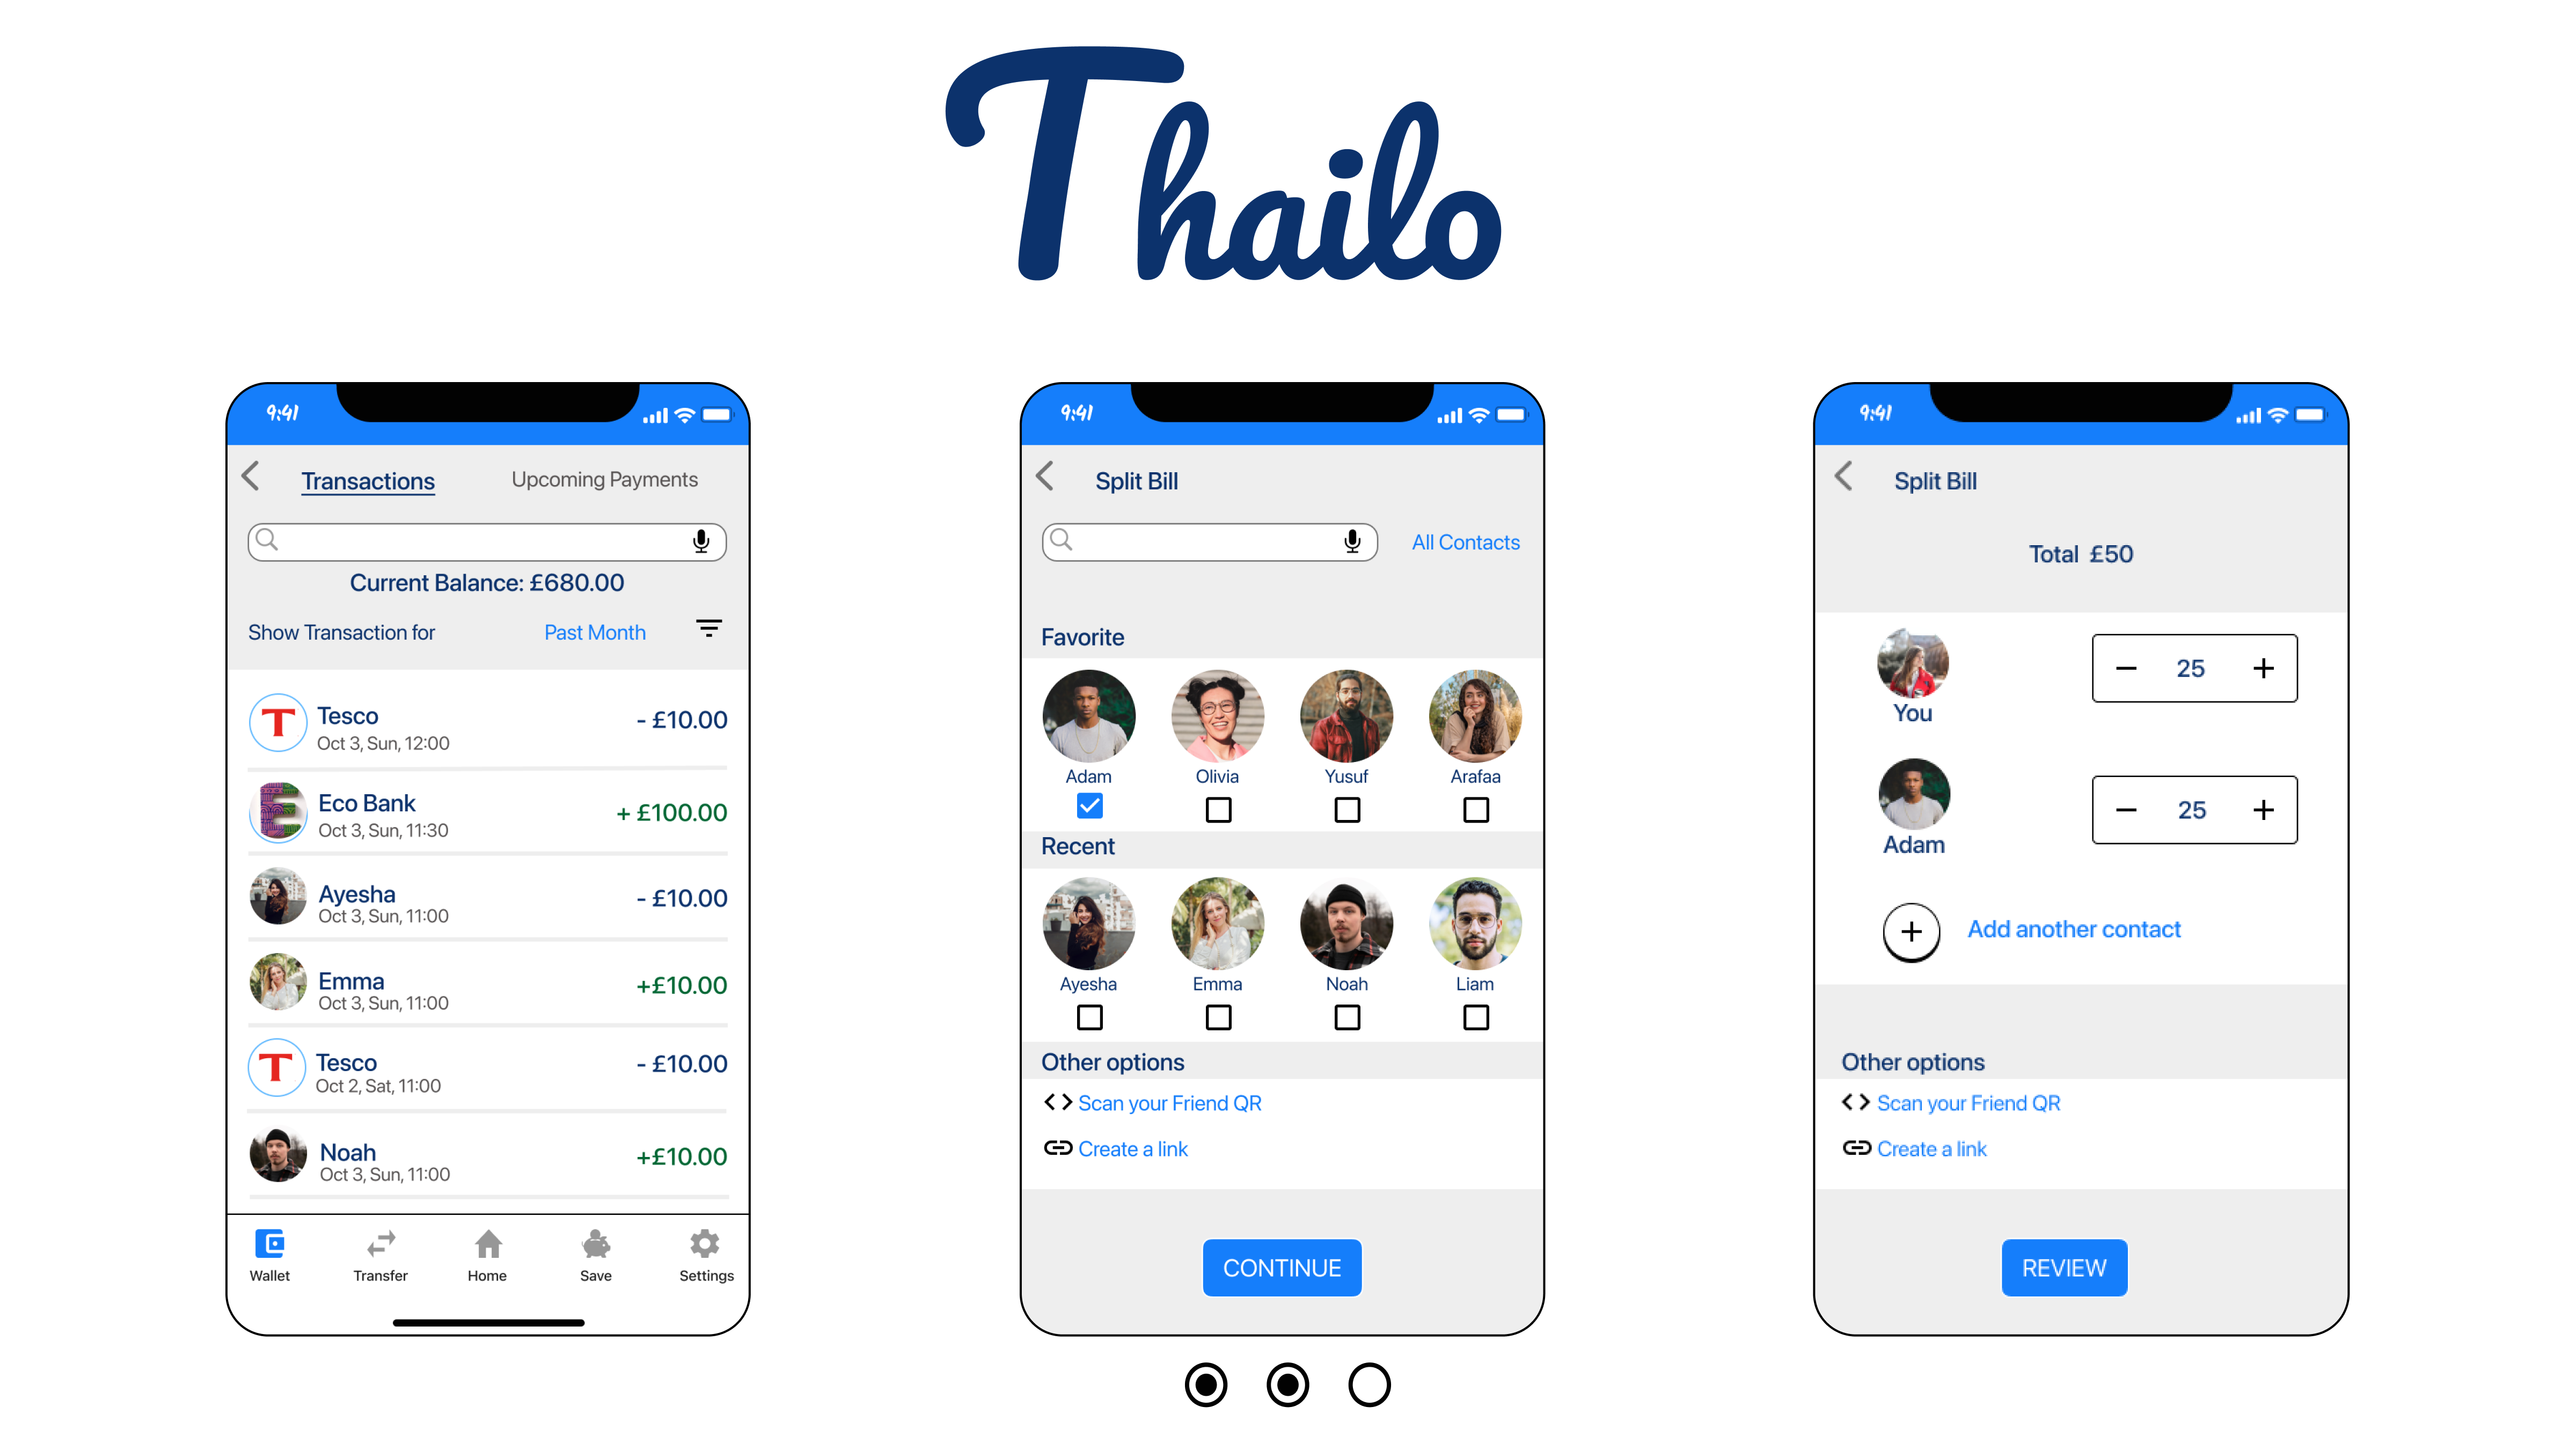 Thailo
9:41
Transactions
Upcoming Payments
Current Balance: £680.00
Show Transaction for
Past Month
T
Tesco
- £10.00
Oct 3, Sun, 12:00
E
Eco Bank
+ £100.00
Oct 3, Sun, 11:30
Ayesha
- £10.00
Oct 3, Sun, 11:00
Emma
+£10.00
Oct 3, Sun, 11:00
T
Tesco
- £10.00
Oct 2, Sat, 11:00
Noah
+£10.00
Oct 3, Sun, 11:00
Wallet
Transfer
Home
Save
Settings
9:41
Split Bill
All Contacts
Favorite
Adam
Olivia
Yusuf
Arafaa
Recent
Ayesha
Emma
Noah
Liam
Other options
Scan your Friend QR
Create a link
CONTINUE
9:41
Split Bill
Total £50
You
25
Adam
25
Add another contact
Other options
Scan your Friend QR
Create a link
REVIEW